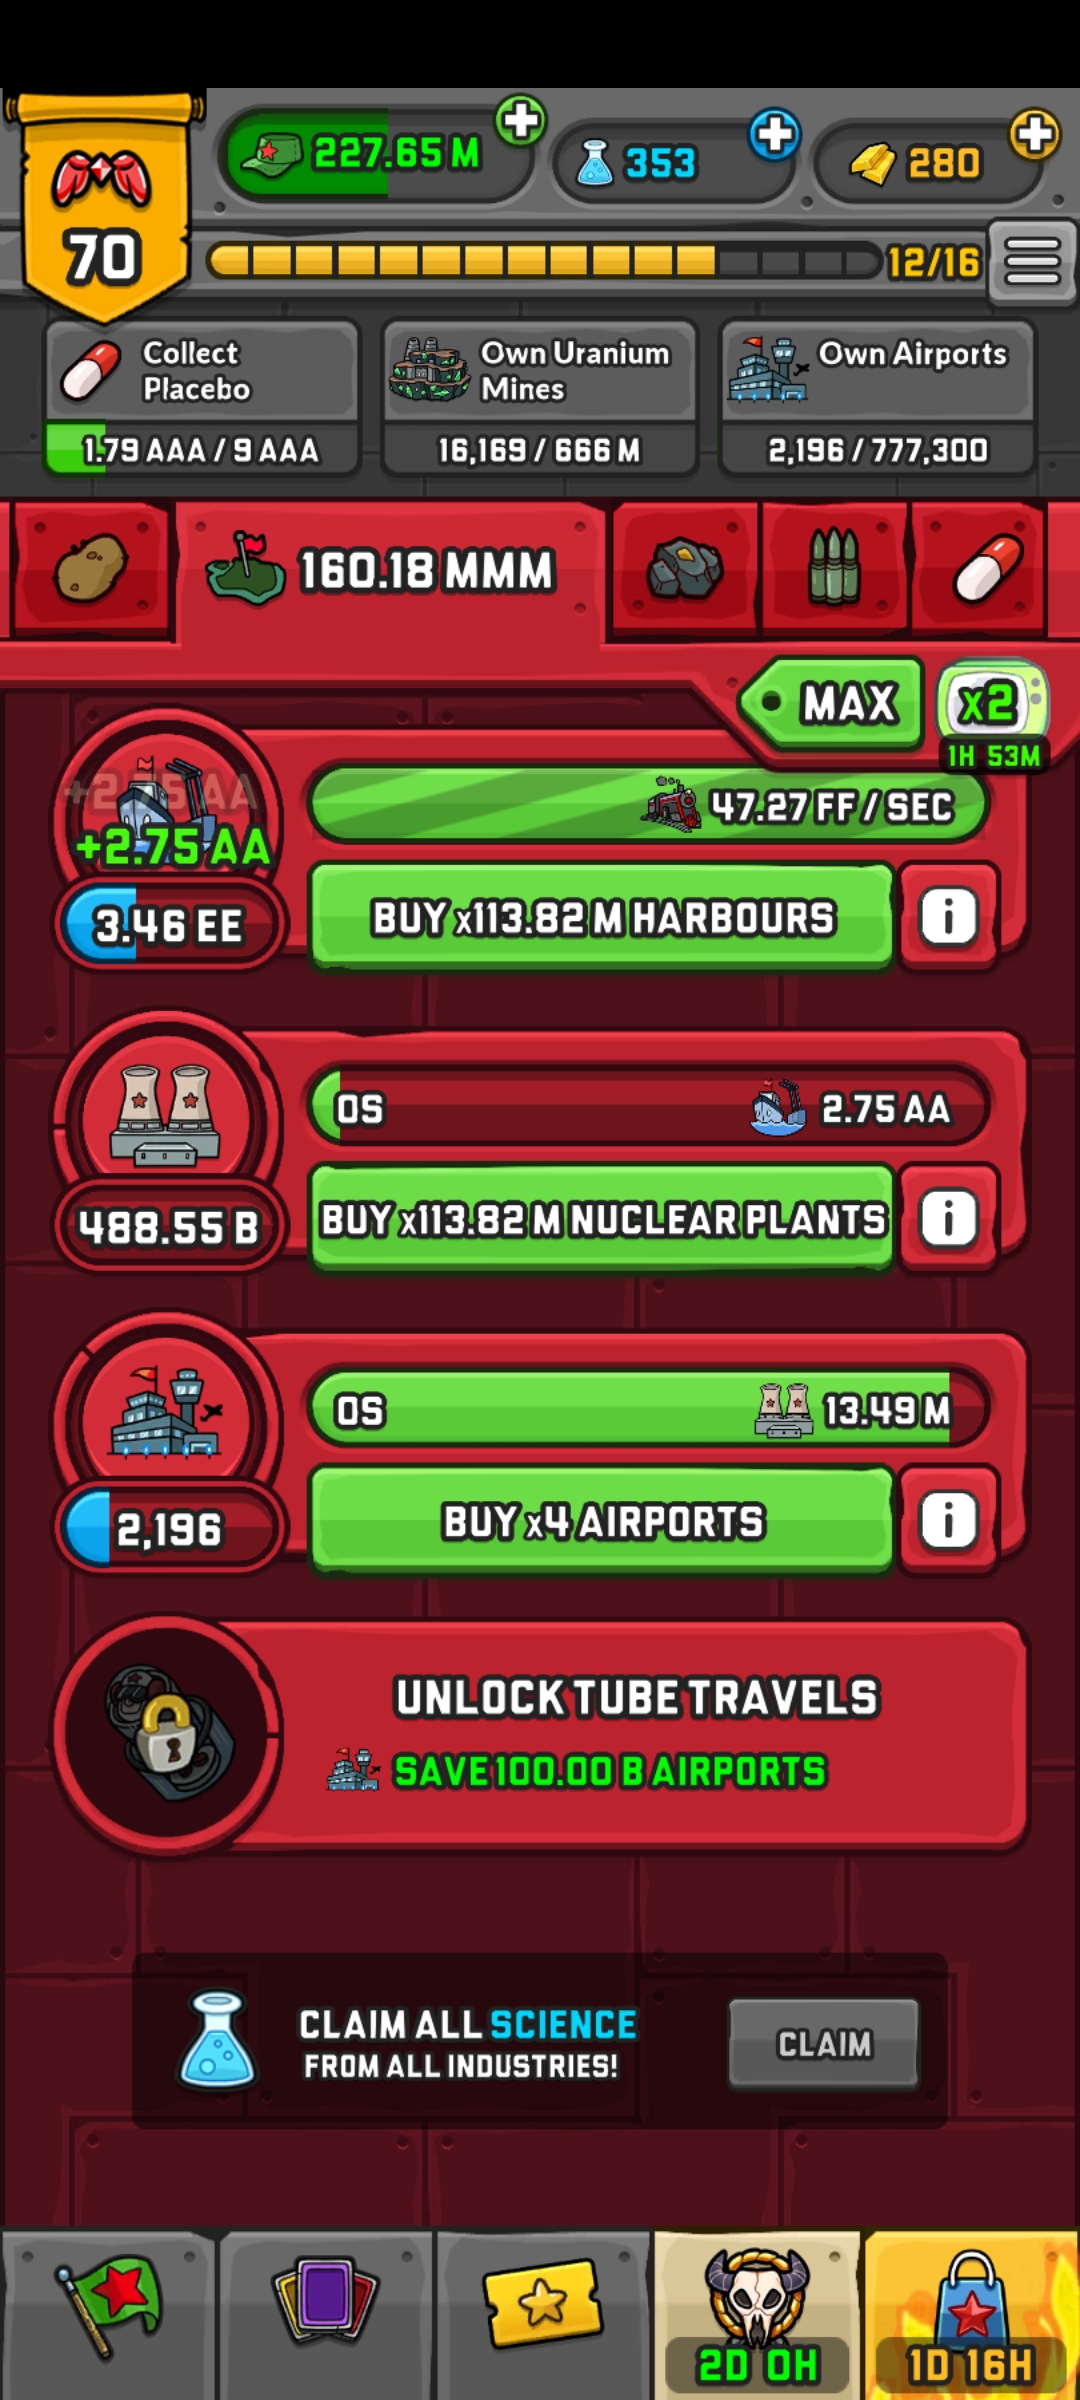 227.65 M
353
280
70
12/16
Collect
Placebo
Own Uranium
Mines
Own Airports
1.79 AAA / 9 AAA
16,169 / 666 M
2,196 / 777,300
160.18 MMM
MAX
x2
1H 53M
+2.75 AA
+2.75 AA
47.27 FF / SEC
3.46 EE
BUY x113.82 M HARBOURS
i
0S
2.75 AA
488.55 B
BUY x113.82 M NUCLEAR PLANTS
i
0S
13.49 M
2,196
BUY x4 AIRPORTS
i
UNLOCK TUBE TRAVELS
SAVE 100.00 B AIRPORTS
CLAIM ALL SCIENCE
FROM ALL INDUSTRIES!
CLAIM
2D 0H
1D 16H